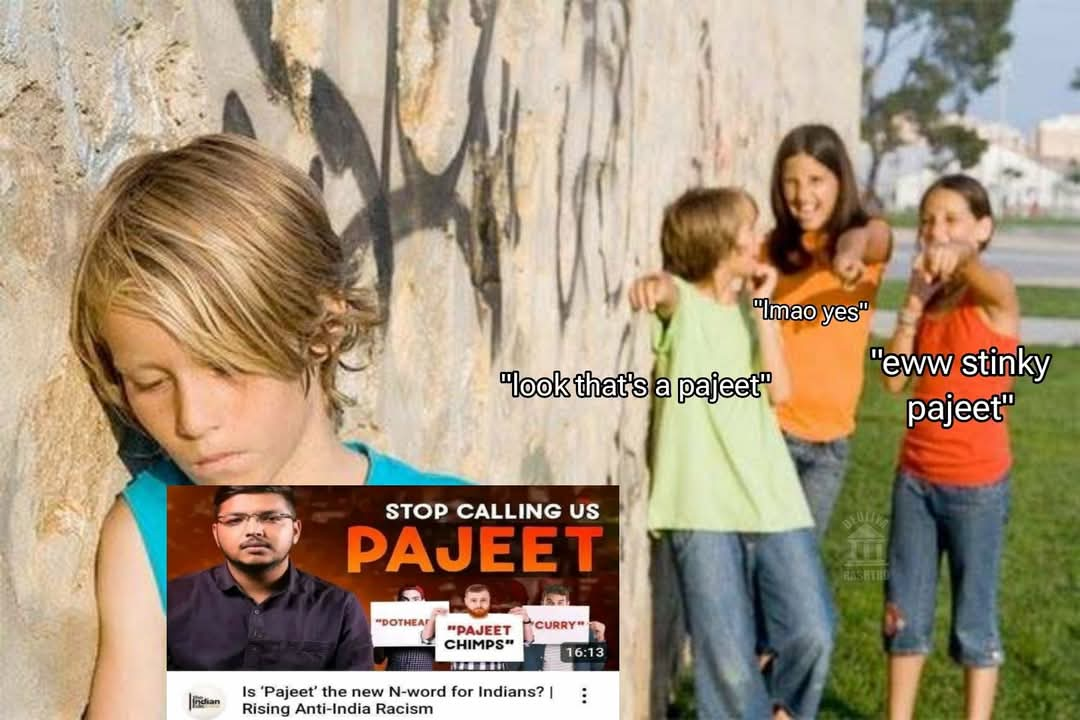 "lmao yes"
"look that's a pajeet"
"eww stinky
pajeet"
STOP CALLING US
PAJEET
"PAJEET
CHIMPS"
"CURRY"
16:13
Is 'Pajeet' the new N-word for Indians? |
Rising Anti-India Racism
Indian